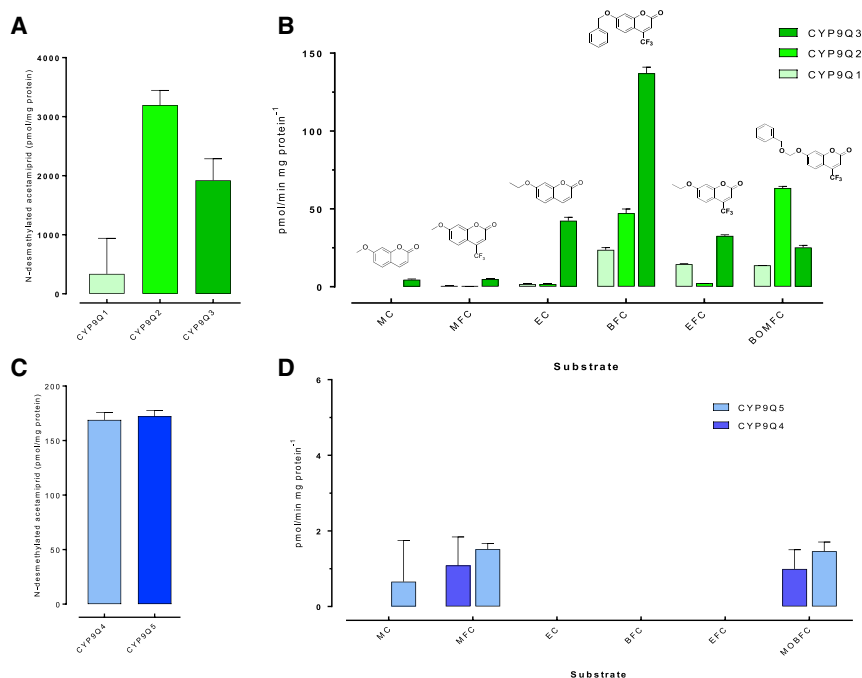 A
N-desmethylated acetamiprid (pmol/mg protein)
4000
3000
2000
1000
0
CYP9Q1
CYP9Q2
CYP9Q3
B
pmol/min mg protein-1
150
100
50
0
O
O
O
CF3
CYP9Q3
CYP9Q2
CYP9Q1
O
O
O
O
O
O
CF3
O
O
O
O
O
O
CF3
O
O
O
O
CF3
MC
MFC
EC
BFC
EFC
BOMFC
Substrate
C
N-desmethylated acetamiprid (pmol/mg protein)
200
150
100
50
0
CYP9Q4
CYP9Q5
D
pmol/min mg protein-1
6
4
2
0
CYP9Q5
CYP9Q4
MC
MFC
EC
BFC
EFC
MOBFC
Substrate